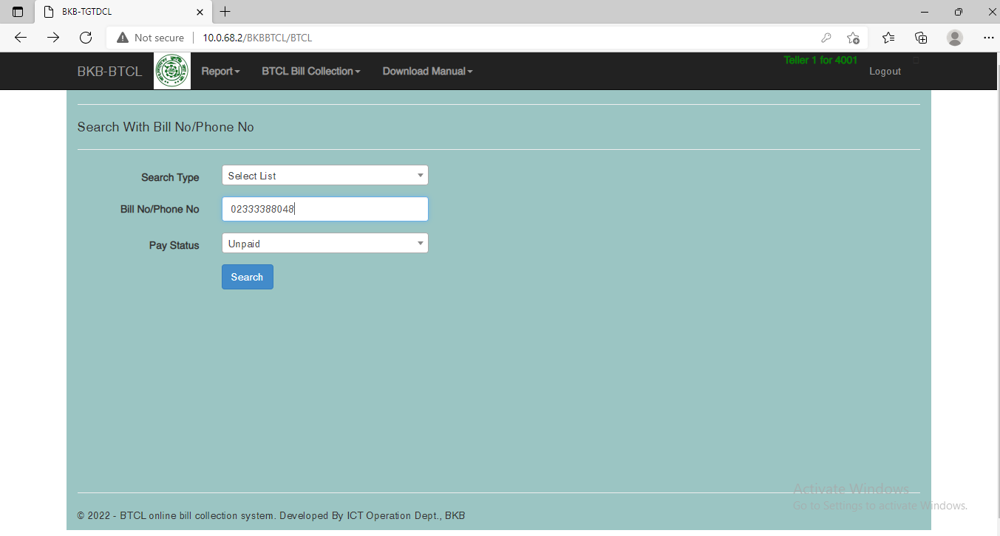 BKB-TGTDCL
Not secure
10.0.68.2/BKBBTCL/BTCL
BKB-BTCL
Report
BTCL Bill Collection
Download Manual
Teller 1 for 4001
Logout
Search With Bill No/Phone No
Search Type
Select List
Bill No/Phone No
02333388048
Pay Status
Unpaid
Search
Activate Windows
Go to Settings to activate Windows.
© 2022 - BTCL online bill collection system. Developed By ICT Operation Dept., BKB